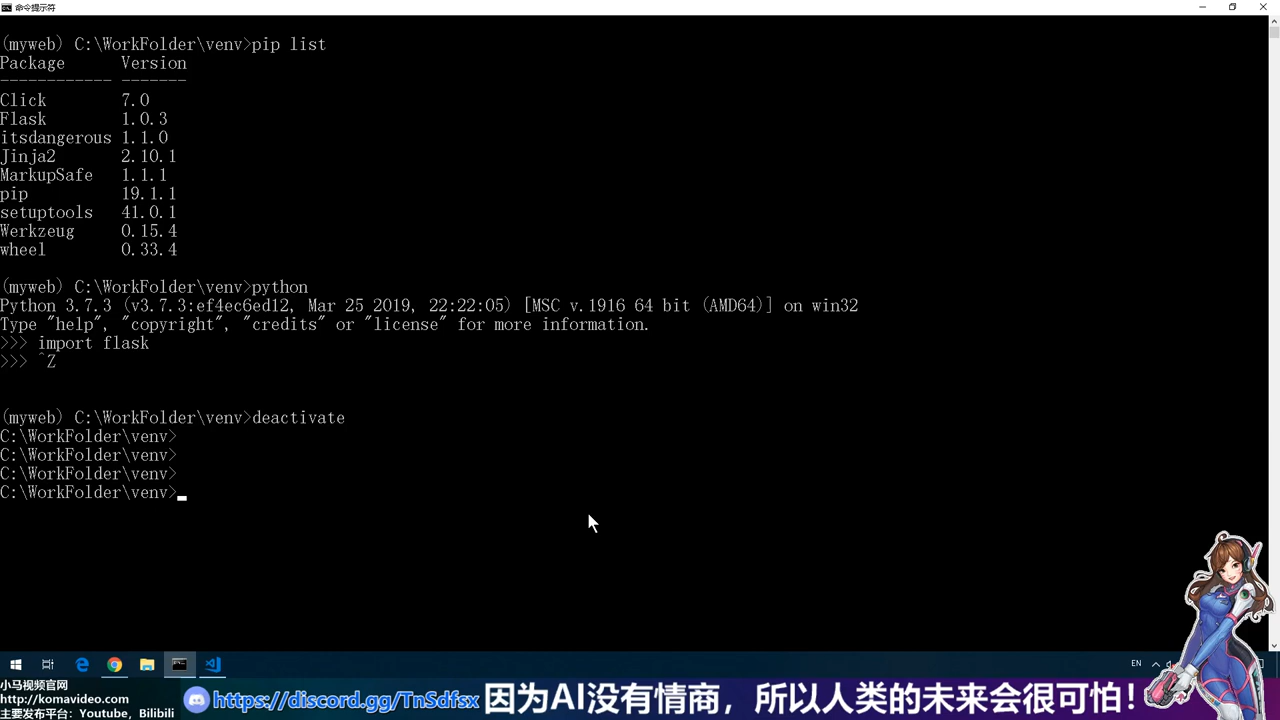 命令提示符
(myweb) C:\WorkFolder\venv>pip list
Package      Version
------------ -------
Click        7.0
Flask        1.0.3
itsdangerous 1.1.0
Jinja2       2.10.1
MarkupSafe   1.1.1
pip          19.1.1
setuptools   41.0.1
Werkzeug     0.15.4
wheel        0.33.4
(myweb) C:\WorkFolder\venv>python
Python 3.7.3 (v3.7.3:ef4ec6ed12, Mar 25 2019, 22:22:05) [MSC v.1916 64 bit (AMD64)] on win32
Type "help", "copyright", "credits" or "license" for more information.
>>> import flask
>>> ^Z
(myweb) C:\WorkFolder\venv>deactivate
C:\WorkFolder\venv>
C:\WorkFolder\venv>
C:\WorkFolder\venv>
C:\WorkFolder\venv>
EN
小马视频官网
http://komavideo.com
主要发布平台：Youtube, Bilibili
https://discord.gg/TnSdfsx 因为AI没有情商，所以人类的未来会很可怕！